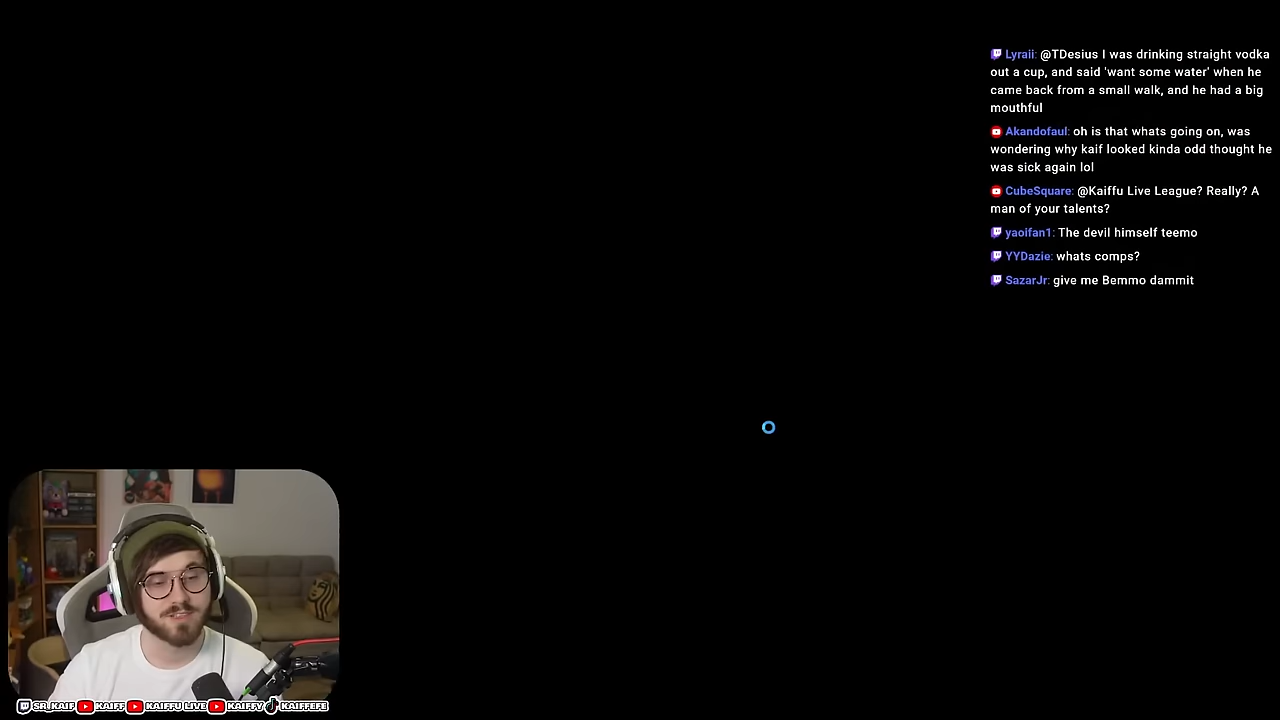 Lyraii: @TDesius I was drinking straight vodka
out a cup, and said 'want some water' when he
came back from a small walk, and he had a big
mouthful
Akandofaul: oh is that whats going on, was
wondering why kaif looked kinda odd thought he
was sick again lol
CubeSquare: @Kaiffu Live League? Really? A
man of your talents?
yaoifan1: The devil himself teemo
YYDazie: whats comps?
SazarJr: give me Bemmo dammit
SR_KAIF KAIFF KAIFFU LIVE KAIFFY KAIFFEFE